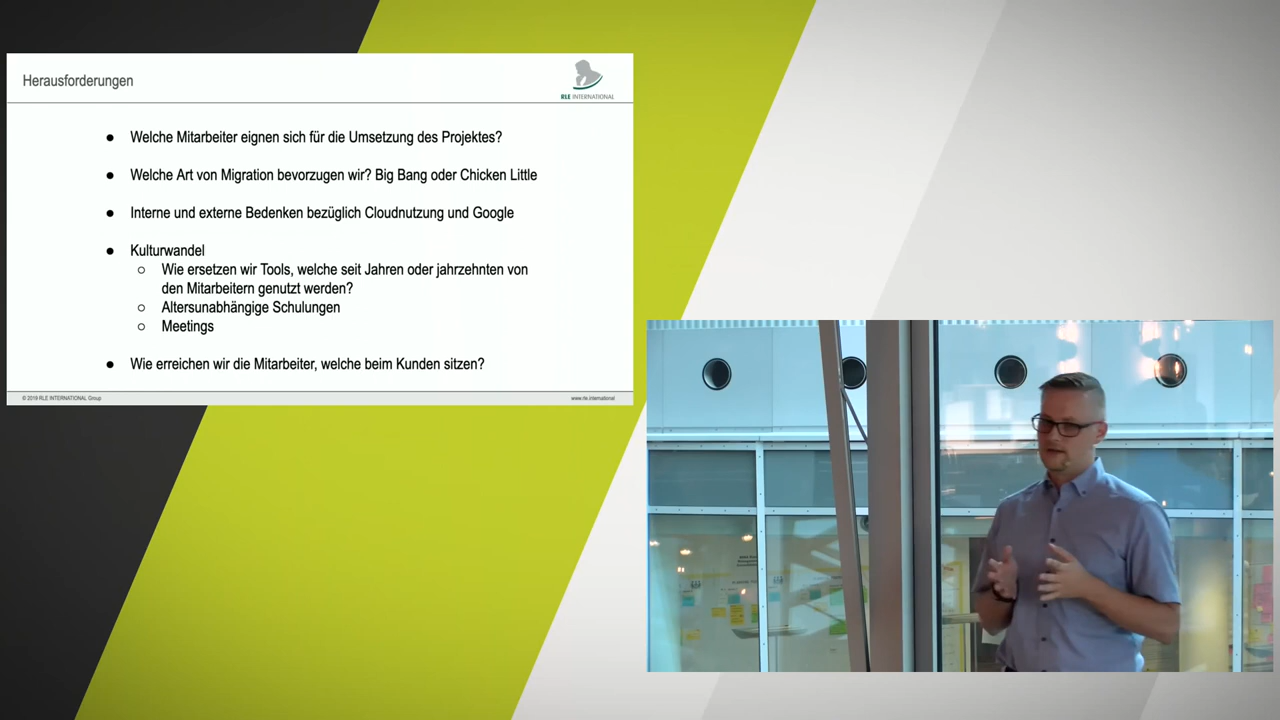 Herausforderungen
RLE INTERNATIONAL
● Welche Mitarbeiter eignen sich für die Umsetzung des Projektes?
● Welche Art von Migration bevorzugen wir? Big Bang oder Chicken Little
● Interne und externe Bedenken bezüglich Cloudnutzung und Google
● Kulturwandel
○ Wie ersetzen wir Tools, welche seit Jahren oder jahrzehnten von
den Mitarbeitern genutzt werden?
○ Altersunabhängige Schulungen
○ Meetings
● Wie erreichen wir die Mitarbeiter, welche beim Kunden sitzen?
© 2019 RLE INTERNATIONAL Group
www.rle.international